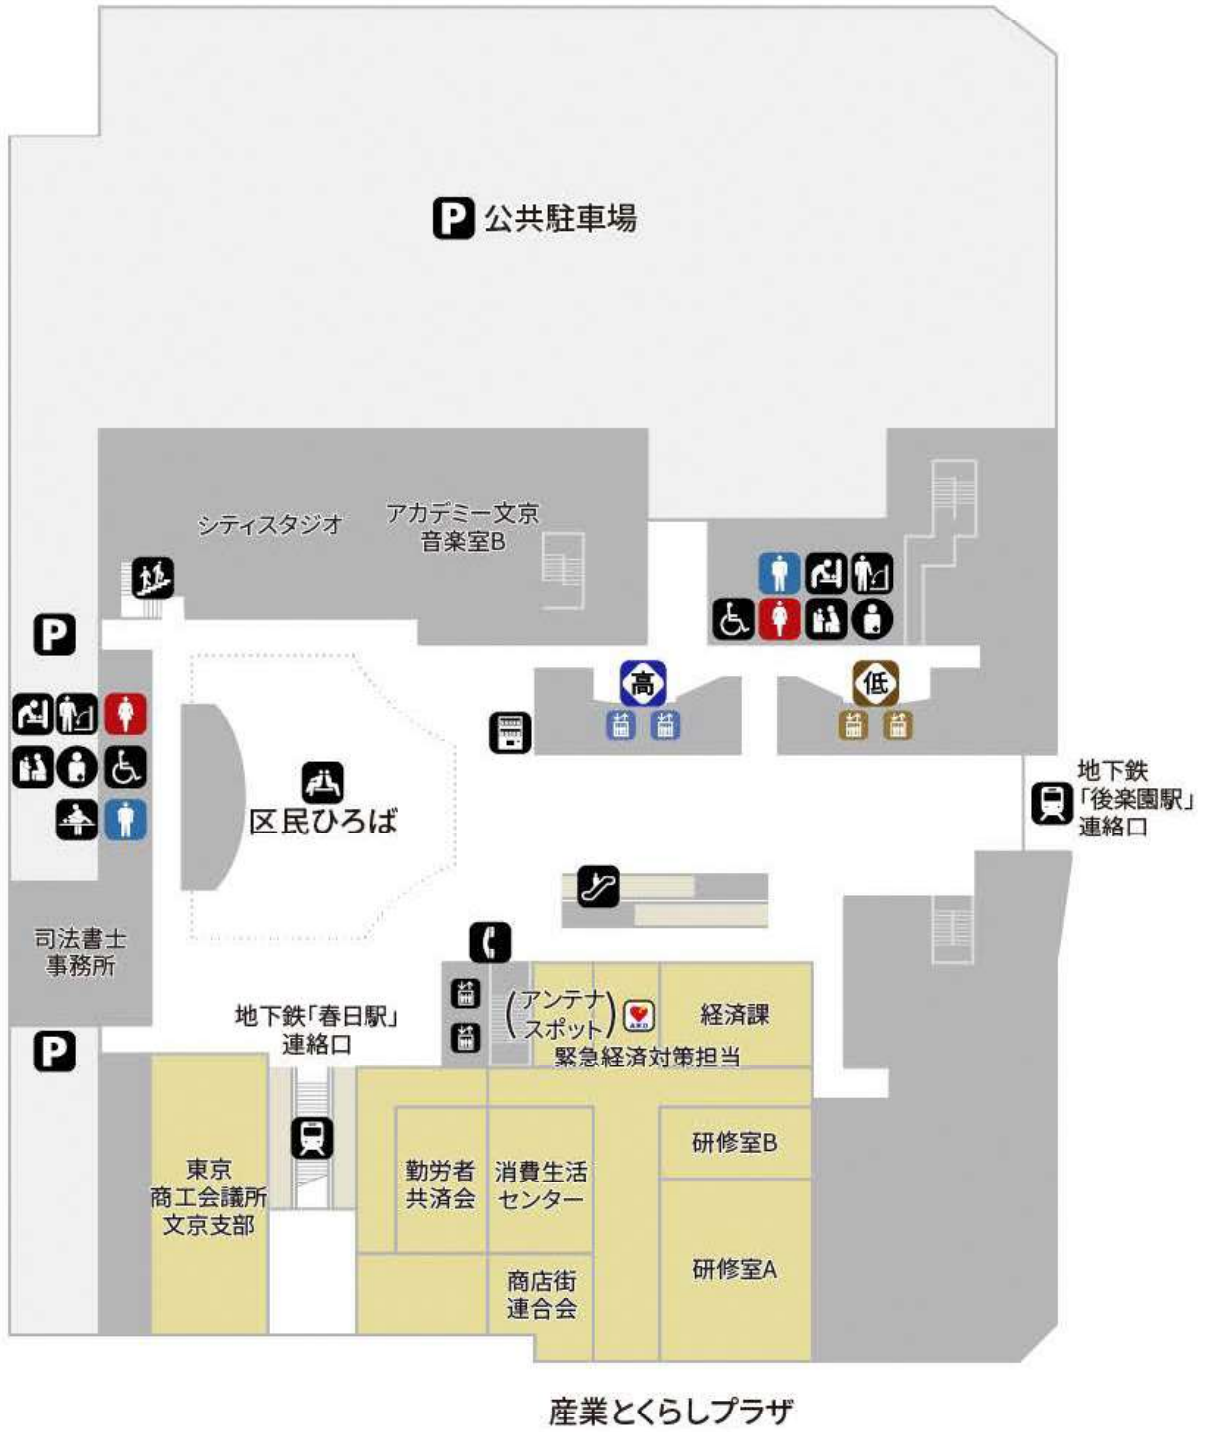 P 公共駐車場
シティスタジオ
アカデミー文京
音楽室B
P
高
低
地下鉄
「後楽園駅」
連絡口
区民ひろば
司法書士
事務所
地下鉄「春日駅」
連絡口
(アンテナ
スポット)
AED
経済課
緊急経済対策担当
P
東京
商工会議所
文京支部
勤労者
共済会
消費生活
センター
研修室B
商店街
連合会
研修室A
産業とくらしプラザ